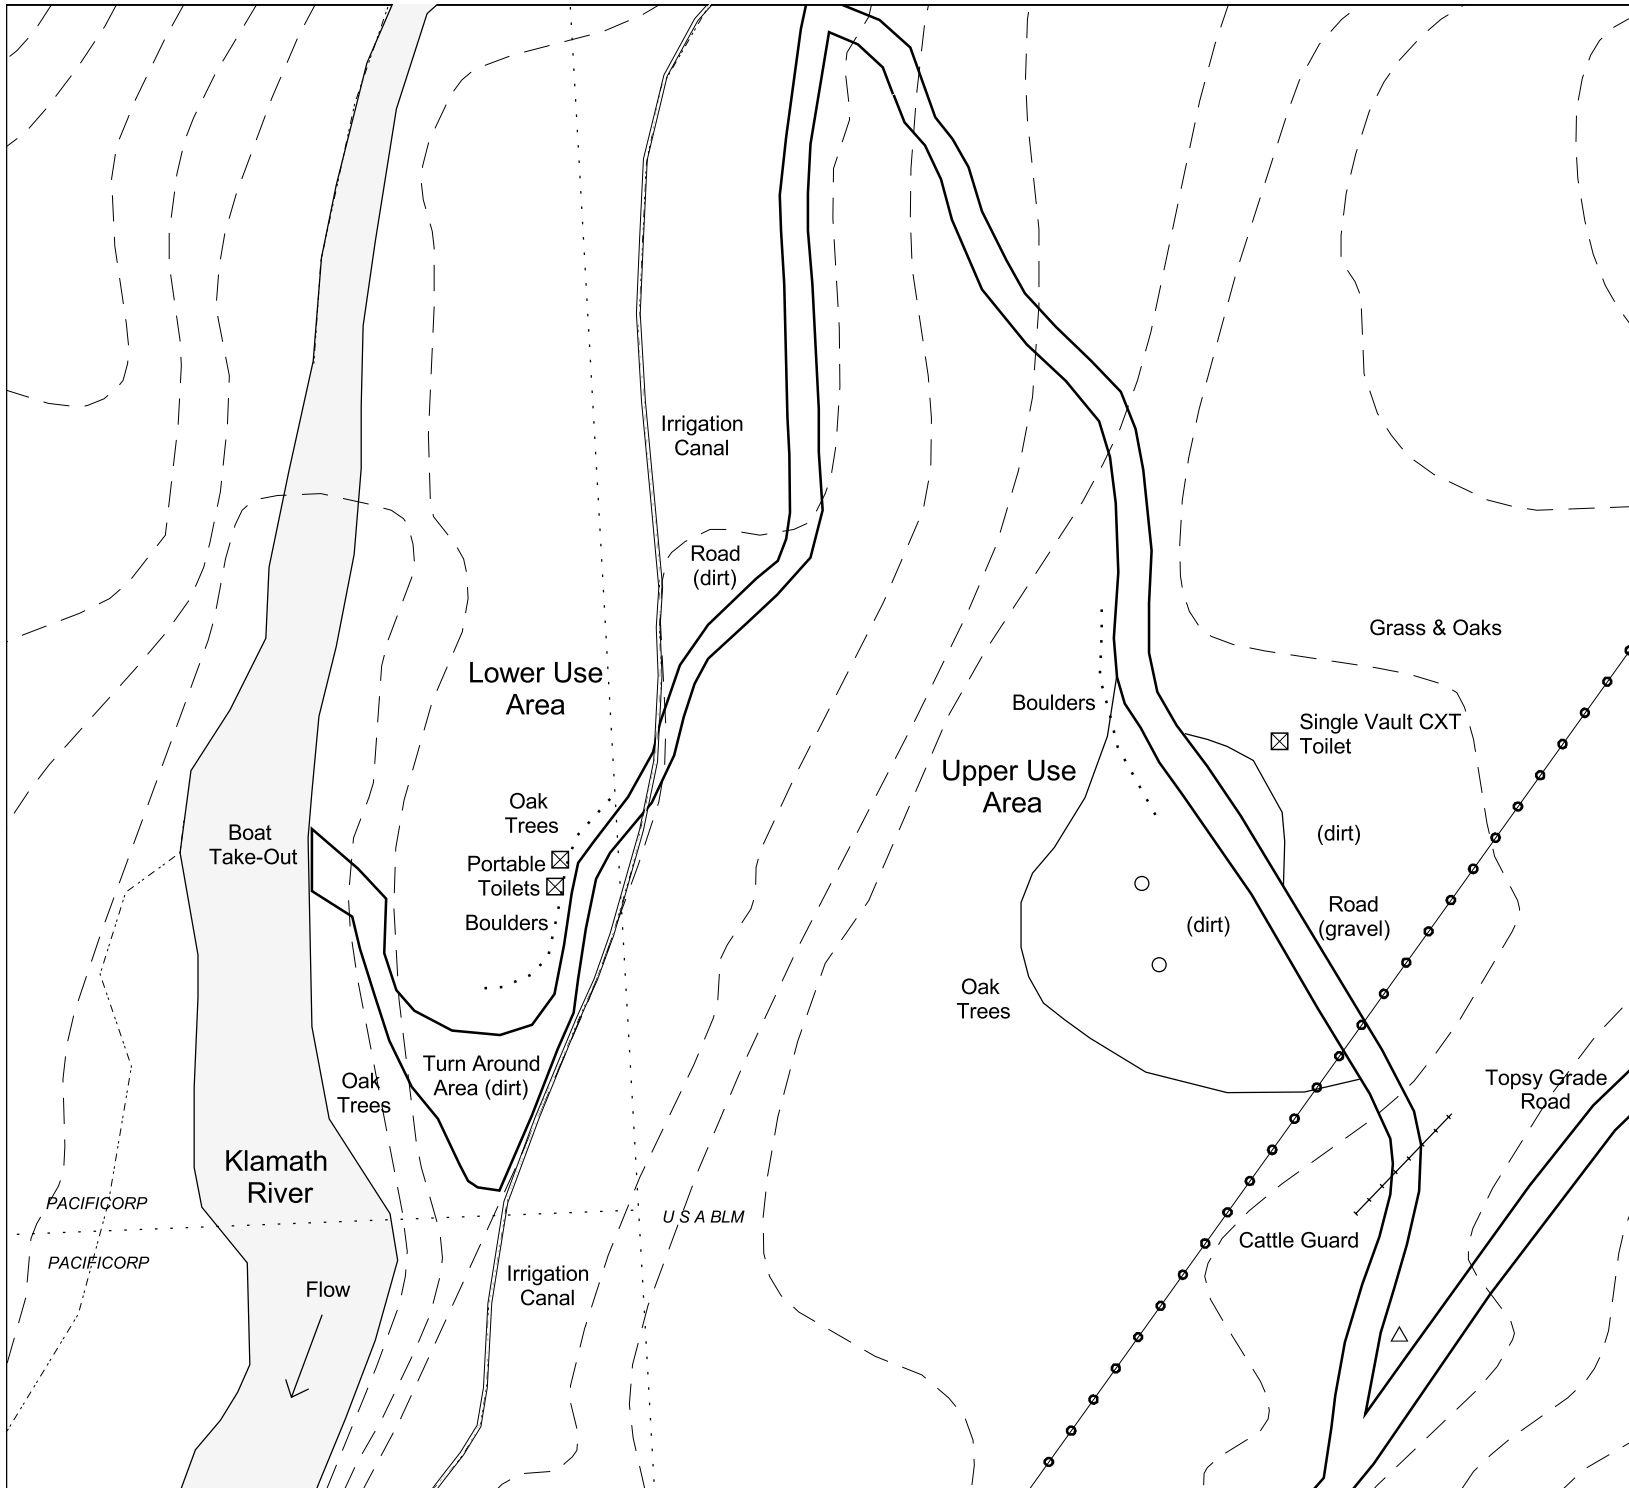 Irrigation
Canal
Road
(dirt)
Grass & Oaks
Lower Use
Area
Boulders
Single Vault CXT
Toilet
Upper Use
Area
Oak
Trees
Boat
Take-Out
(dirt)
Portable
Toilets
Boulders
Road
(gravel)
(dirt)
Oak
Trees
Turn Around
Area (dirt)
Oak
Trees
Topsy Grade
Road
Klamath
River
PACIFICORP
U S A BLM
PACIFICORP
Cattle Guard
Flow
Irrigation
Canal